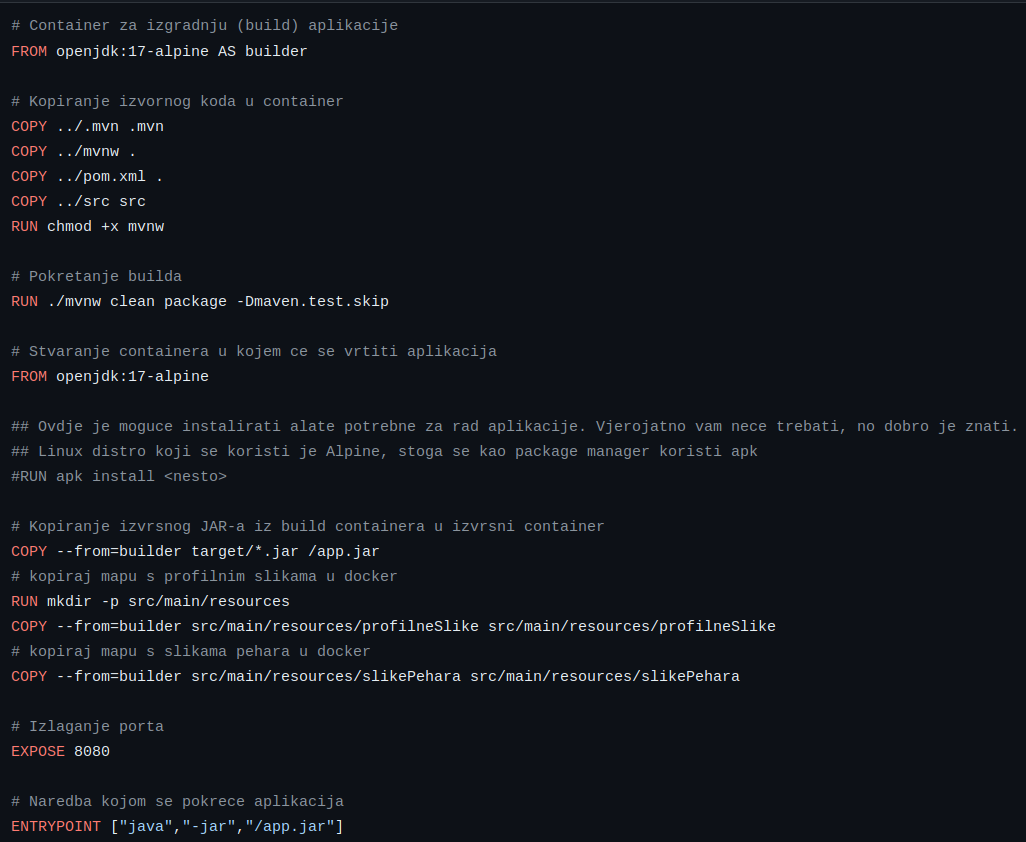 # Container za izgradnju (build) aplikacije
FROM openjdk:17-alpine AS builder
# Kopiranje izvornog koda u container
COPY ../.mvn .mvn
COPY ../mvnw .
COPY ../pom.xml .
COPY ../src src
RUN chmod +x mvnw
# Pokretanje builda
RUN ./mvnw clean package -Dmaven.test.skip
# Stvaranje containera u kojem ce se vrtiti aplikacija
FROM openjdk:17-alpine
## Ovdje je moguce instalirati alate potrebne za rad aplikacije. Vjerojatno vam nece trebati, no dobro je znati.
## Linux distro koji se koristi je Alpine, stoga se kao package manager koristi apk
#RUN apk install <nesto>
# Kopiranje izvrsnog JAR-a iz build containera u izvrsni container
COPY --from=builder target/*.jar /app.jar
# kopiraj mapu s profilnim slikama u docker
RUN mkdir -p src/main/resources
COPY --from=builder src/main/resources/profilneSlike src/main/resources/profilneSlike
# kopiraj mapu s slikama pehara u docker
COPY --from=builder src/main/resources/slikePehara src/main/resources/slikePehara
# Izlaganje porta
EXPOSE 8080
# Naredba kojom se pokrece aplikacija
ENTRYPOINT ["java","-jar","/app.jar"]